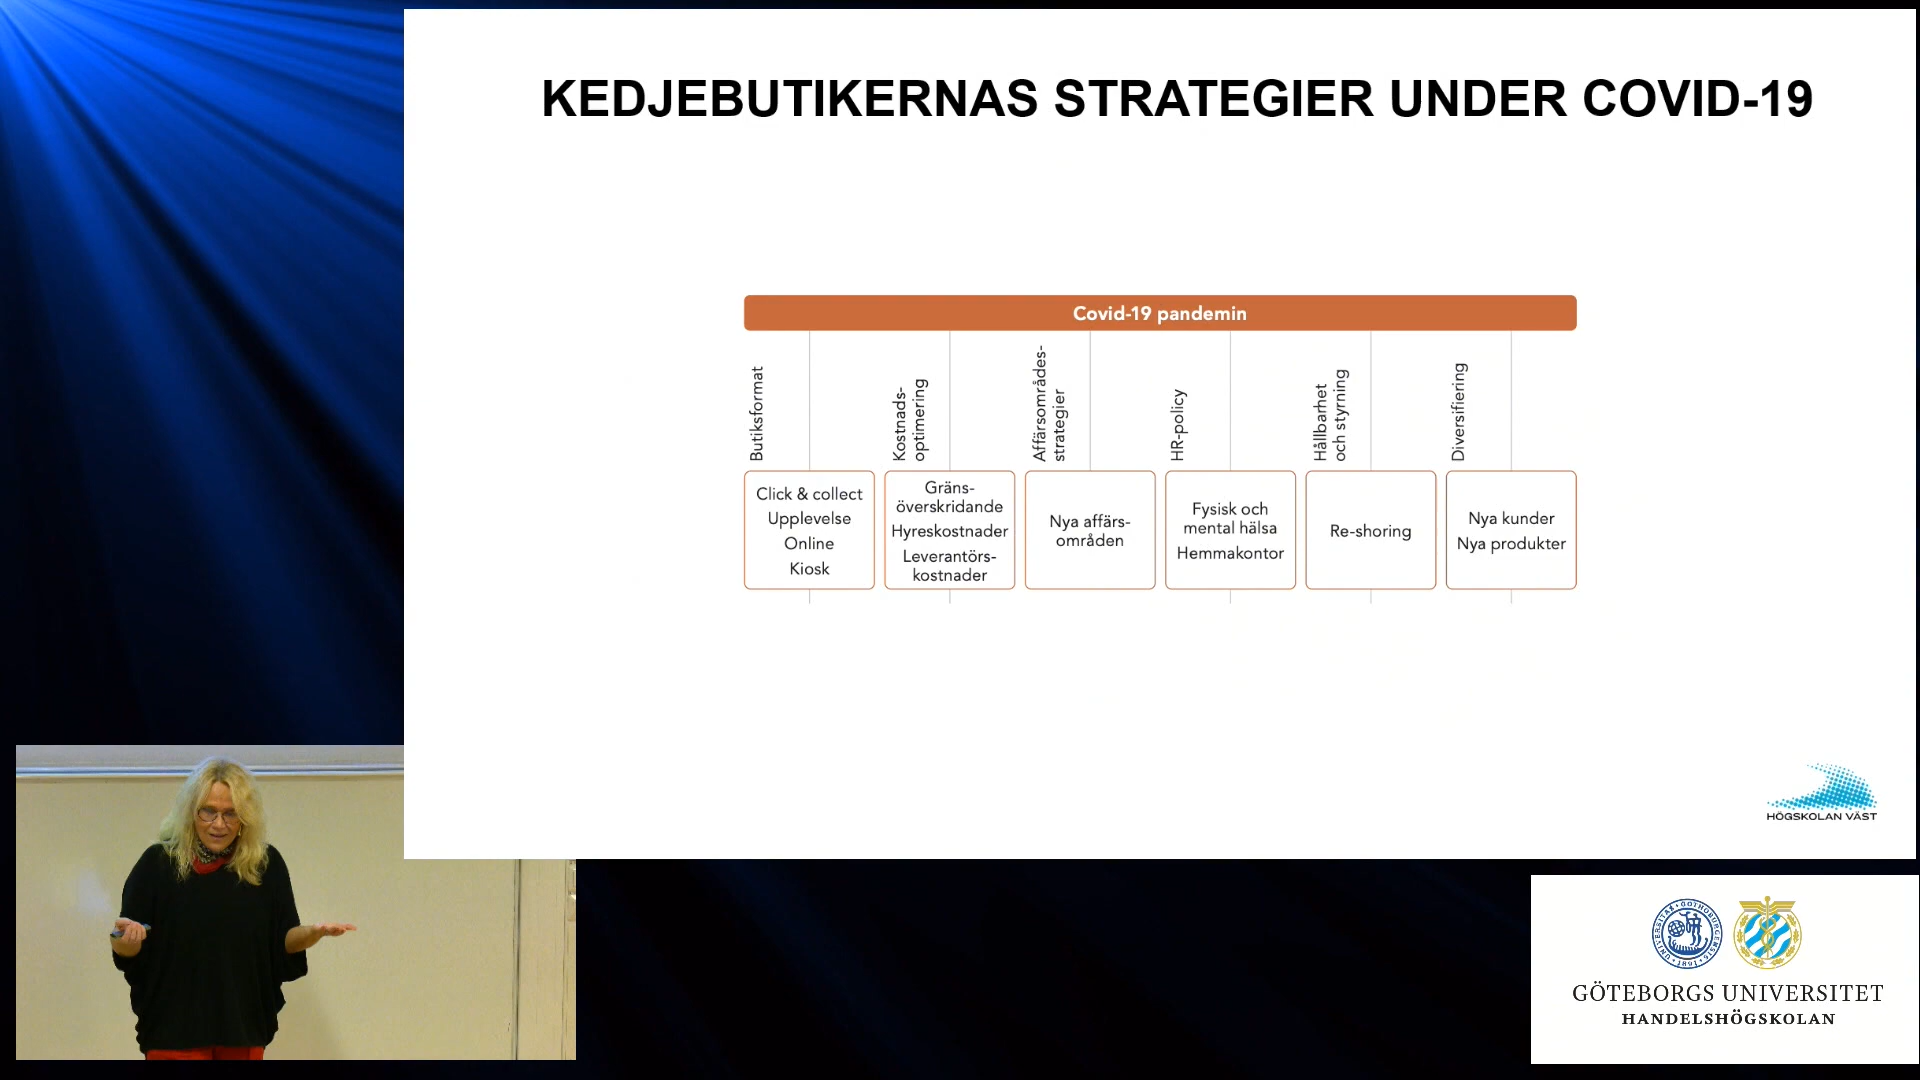 KEDJEBUTIKERNAS STRATEGIER UNDER COVID-19
Covid-19 pandemin
Butiksformat
Kostnads-
optimering
Affärsområdes-
strategier
HR-policy
Hållbarhet
och styrning
Diversifiering
Click & collect
Upplevelse
Online
Kiosk
Gräns-
överskridande
Hyreskostnader
Leverantörs-
kostnader
Nya affärs-
områden
Fysisk och
mental hälsa
Hemmakontor
Re-shoring
Nya kunder
Nya produkter
HÖGSKOLAN VÄST
GÖTEBORGS UNIVERSITET
HANDELSHÖGSKOLAN